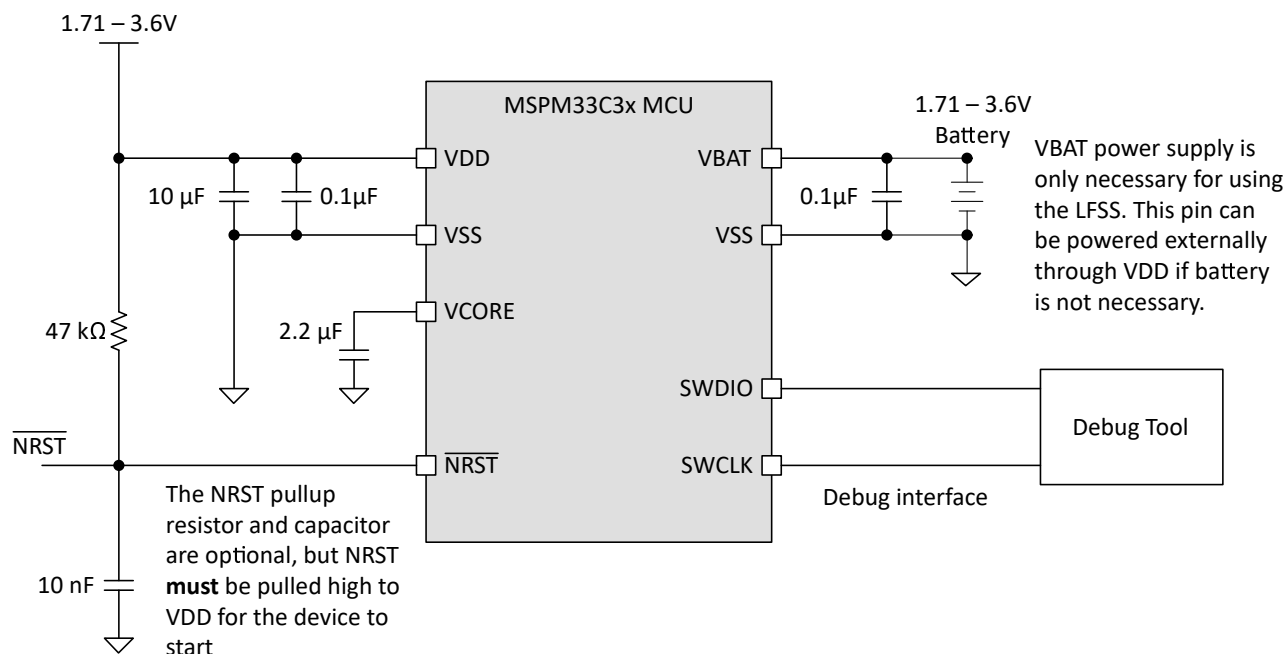 1.71 – 3.6V
MSPM33C3x MCU
1.71 – 3.6V
Battery
VDD
VBAT
10 µF
0.1µF
0.1µF
VSS
VSS
VBAT power supply is
only necessary for using
the LFSS. This pin can
be powered externally
through VDD if battery
is not necessary.
VCORE
47 kΩ
2.2 µF
SWDIO
Debug Tool
NRST
NRST
SWCLK
Debug interface
The NRST pullup
resistor and capacitor
are optional, but NRST
must be pulled high to
VDD for the device to
start
10 nF